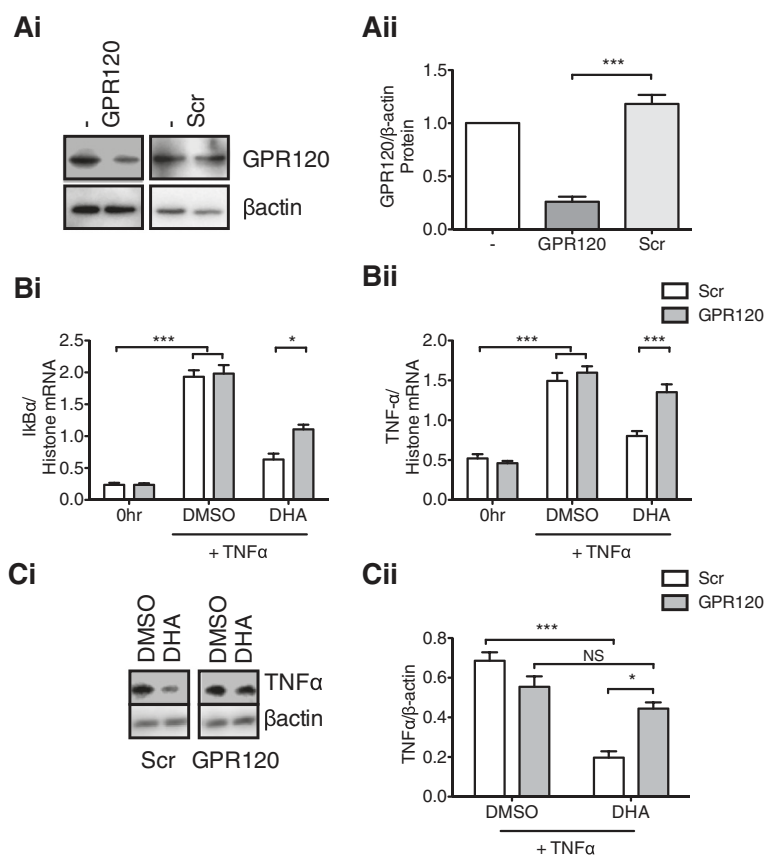 Ai
- GPR120
- Scr
GPR120
βactin
Aii
***
GPR120/β-actin
Protein
1.5
1.0
0.5
0.0
- GPR120 Scr
Bi
*** *
IkBα/
Histone mRNA
2.5
2.0
1.5
1.0
0.5
0.0
0hr DMSO DHA
+ TNFα
Bii
Scr
GPR120
*** ***
TNF-α/
Histone mRNA
2.0
1.5
1.0
0.5
0.0
0hr DMSO DHA
+ TNFα
Ci
DMSO DHA DMSO DHA
TNFα
βactin
Scr GPR120
Cii
Scr
GPR120
***
NS
*
TNFα/β-actin
0.8
0.6
0.4
0.2
0.0
DMSO DHA
+ TNFα